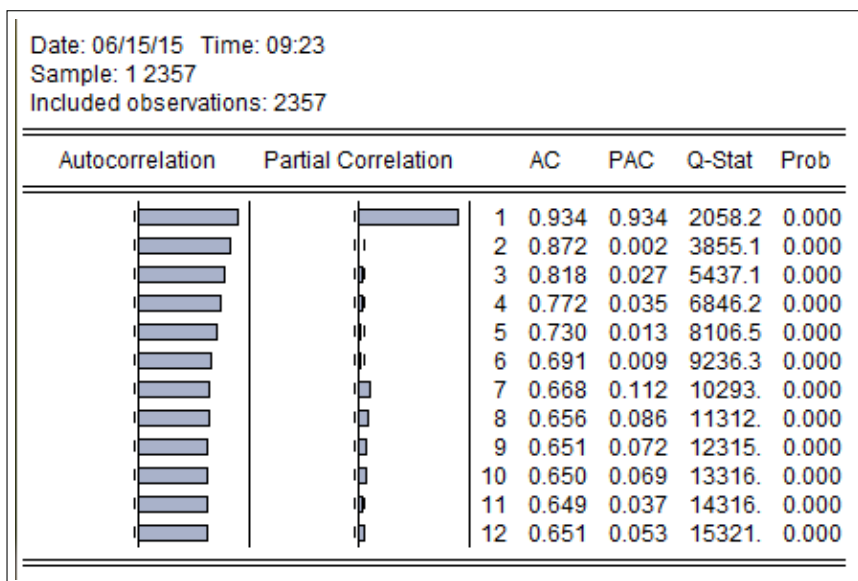 Date: 06/15/15 Time: 09:23
Sample: 1 2357
Included observations: 2357
Autocorrelation Partial Correlation AC PAC Q-Stat Prob
1 0.934 0.934 2058.2 0.000
2 0.872 0.002 3855.1 0.000
3 0.818 0.027 5437.1 0.000
4 0.772 0.035 6846.2 0.000
5 0.730 0.013 8106.5 0.000
6 0.691 0.009 9236.3 0.000
7 0.668 0.112 10293. 0.000
8 0.656 0.086 11312. 0.000
9 0.651 0.072 12315. 0.000
10 0.650 0.069 13316. 0.000
11 0.649 0.037 14316. 0.000
12 0.651 0.053 15321. 0.000